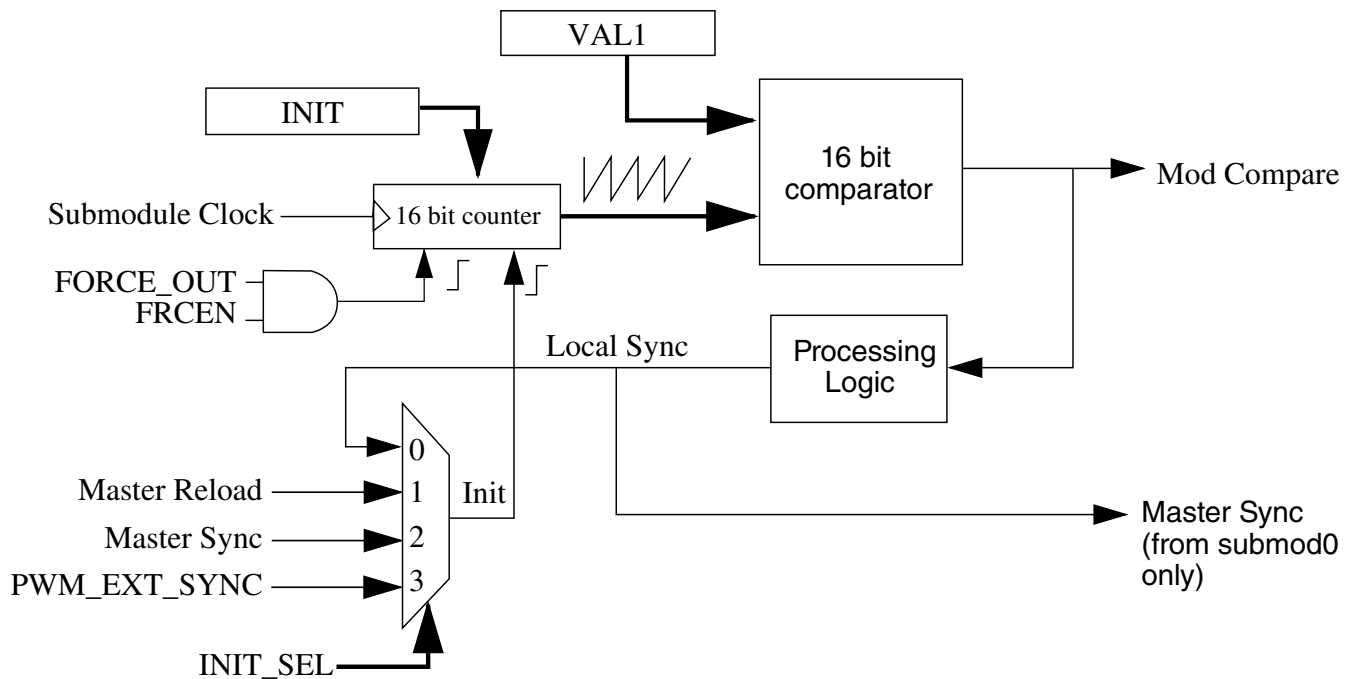 VAL1
INIT
16 bit
comparator
Mod Compare
Submodule Clock
16 bit counter
FORCE_OUT
FRCEN
Local Sync
Processing
Logic
0
Master Reload
1
Init
Master Sync
2
PWM_EXT_SYNC
3
Master Sync
(from submod0
only)
INIT_SEL